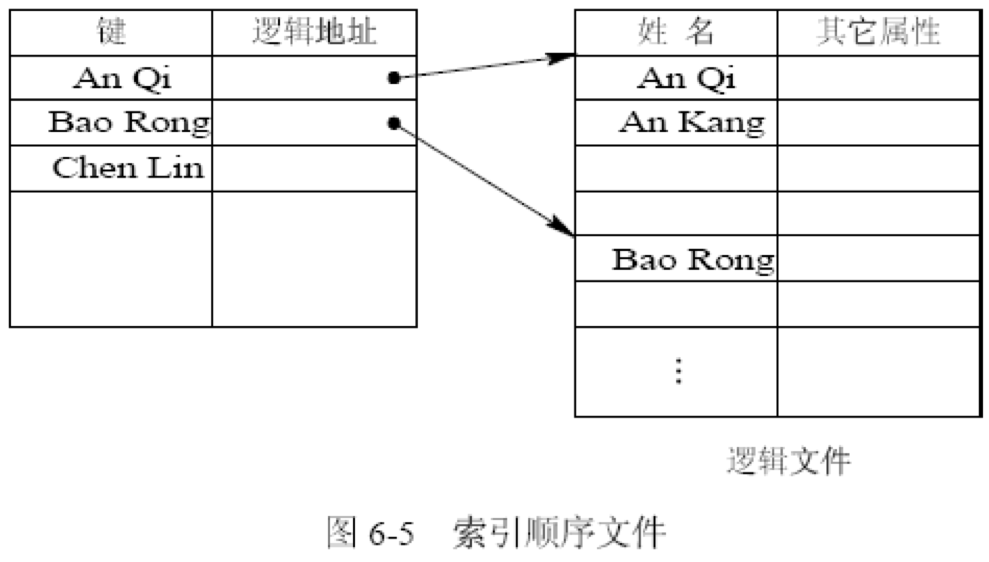 键 逻辑地址
An Qi
Bao Rong
Chen Lin
姓 名 其它属性
An Qi
An Kang
Bao Rong
⋮
逻辑文件
图 6-5 索引顺序文件